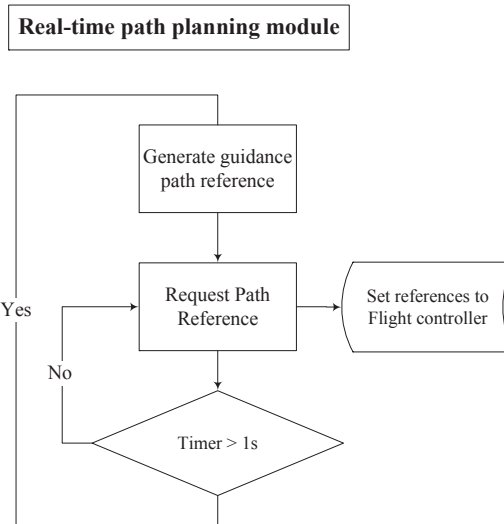 Real-time path planning module
Generate guidance
path reference
Request Path
Reference
Set references to
Flight controller
Yes
No
Timer > 1s